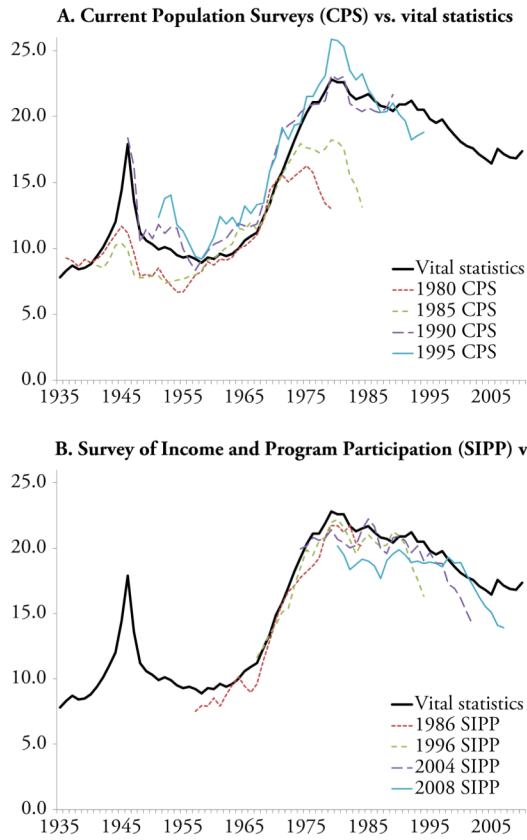 A. Current Population Surveys (CPS) vs. vital statistics
25.0
20.0
15.0
10.0
5.0
0.0
Vital statistics
1980 CPS
1985 CPS
1990 CPS
1995 CPS
1935 1945 1955 1965 1975 1985 1995 2005
B. Survey of Income and Program Participation (SIPP) v
25.0
20.0
15.0
10.0
5.0
0.0
Vital statistics
1986 SIPP
1996 SIPP
2004 SIPP
2008 SIPP
1935 1945 1955 1965 1975 1985 1995 2005